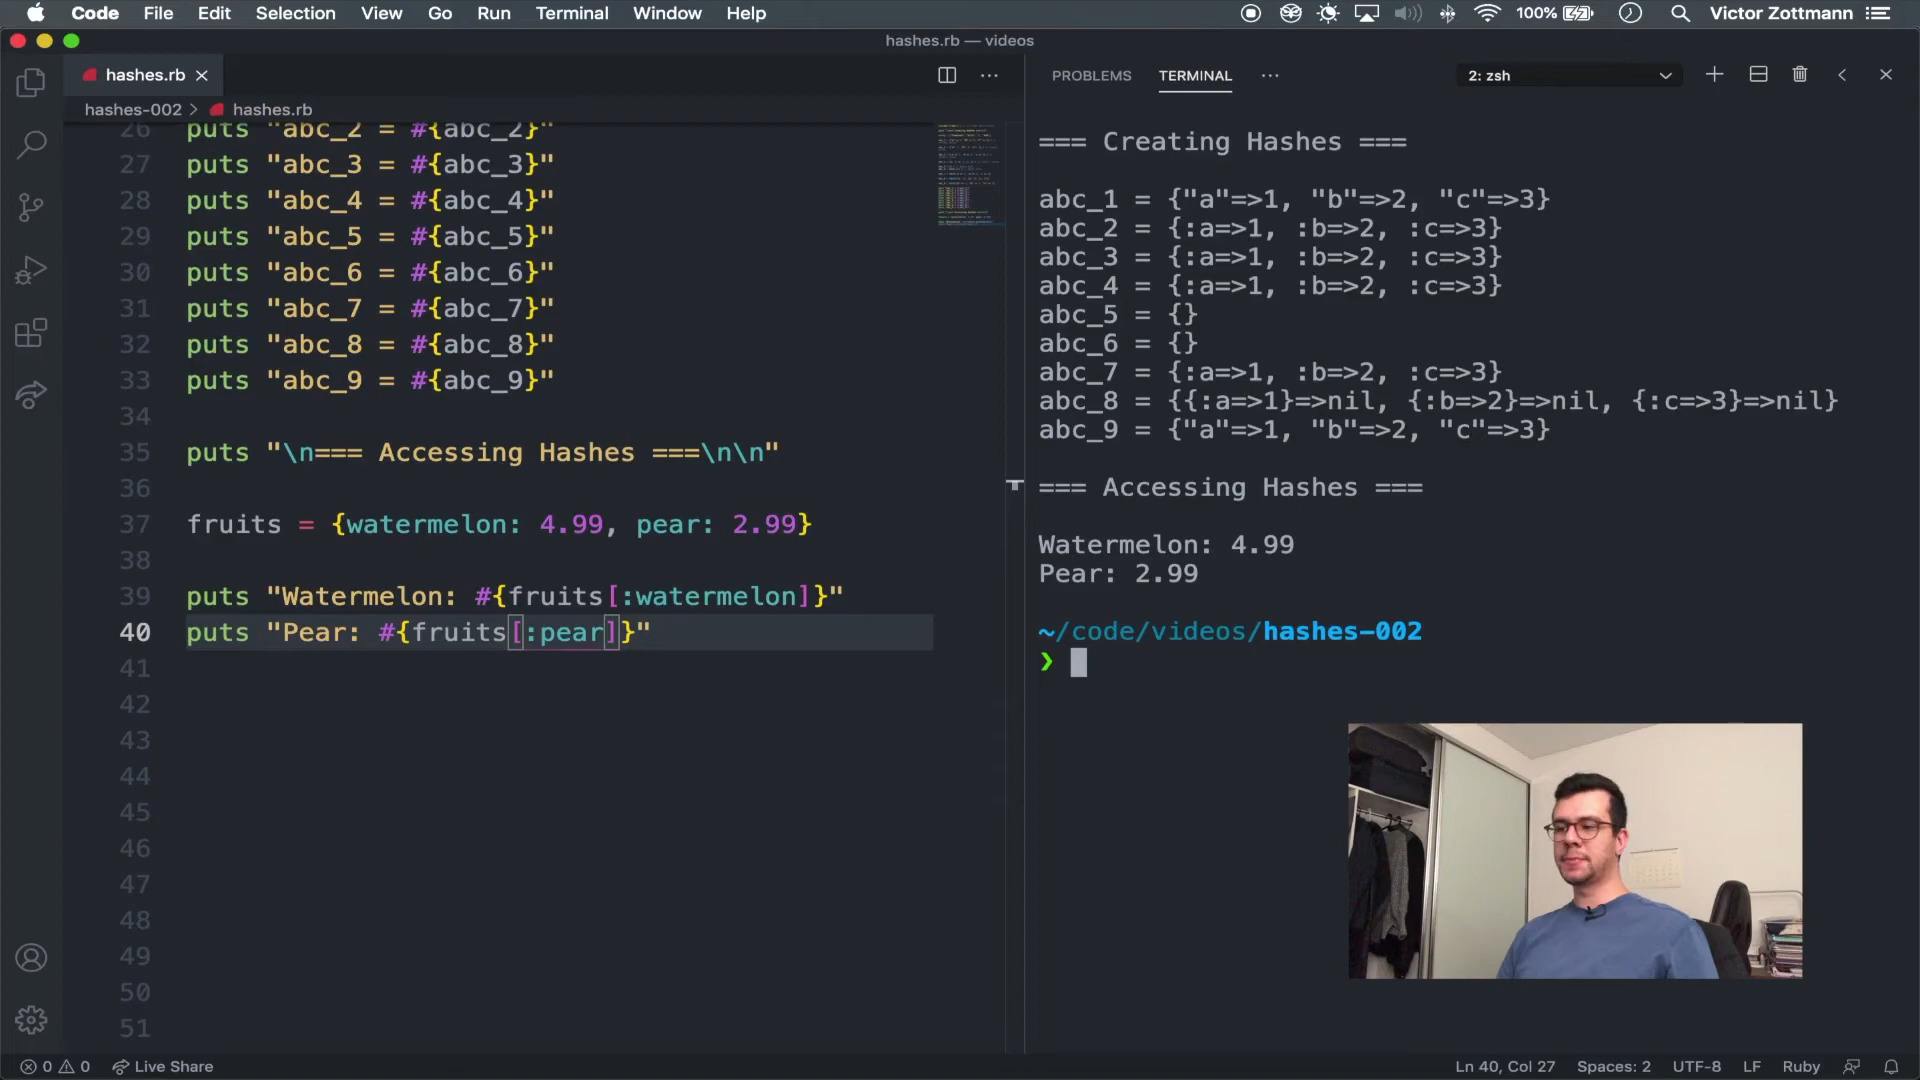 Code File Edit Selection View Go Run Terminal Window Help 100% Victor Zottmann
hashes.rb — videos
hashes.rb
hashes-002 > hashes.rb
26 puts "abc_2 = #{abc_2}"
27 puts "abc_3 = #{abc_3}"
28 puts "abc_4 = #{abc_4}"
29 puts "abc_5 = #{abc_5}"
30 puts "abc_6 = #{abc_6}"
31 puts "abc_7 = #{abc_7}"
32 puts "abc_8 = #{abc_8}"
33 puts "abc_9 = #{abc_9}"
34
35 puts "\n=== Accessing Hashes ===\n\n"
36
37 fruits = {watermelon: 4.99, pear: 2.99}
38
39 puts "Watermelon: #{fruits[:watermelon]}"
40 puts "Pear: #{fruits[:pear]}"
41
42
43
44
45
46
47
48
49
50
51
PROBLEMS TERMINAL ··· 2: zsh
=== Creating Hashes ===
abc_1 = {"a"=>1, "b"=>2, "c"=>3}
abc_2 = {:a=>1, :b=>2, :c=>3}
abc_3 = {:a=>1, :b=>2, :c=>3}
abc_4 = {:a=>1, :b=>2, :c=>3}
abc_5 = {}
abc_6 = {}
abc_7 = {:a=>1, :b=>2, :c=>3}
abc_8 = {{:a=>1}=>nil, {:b=>2}=>nil, {:c=>3}=>nil}
abc_9 = {"a"=>1, "b"=>2, "c"=>3}
=== Accessing Hashes ===
Watermelon: 4.99
Pear: 2.99
~/code/videos/hashes-002
❯
0 0 Live Share Ln 40, Col 27 Spaces: 2 UTF-8 LF Ruby